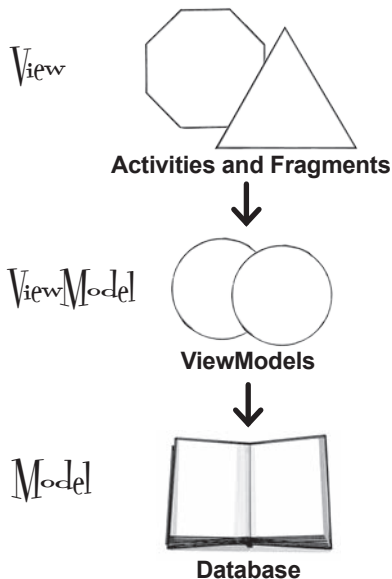 View
Activities and Fragments
ViewModel
ViewModels
Model
Database